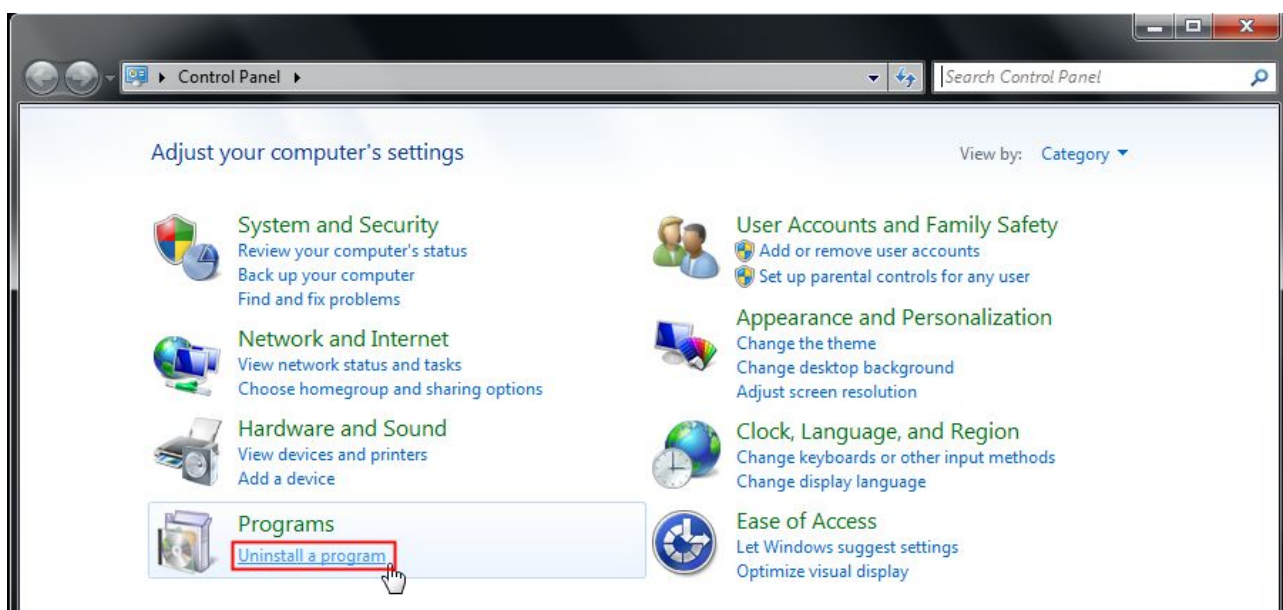 Control Panel
Search Control Panel
Adjust your computer's settings
View by: Category
System and Security
Review your computer's status
Back up your computer
Find and fix problems
Network and Internet
View network status and tasks
Choose homegroup and sharing options
Hardware and Sound
View devices and printers
Add a device
Programs
Uninstall a program
User Accounts and Family Safety
Add or remove user accounts
Set up parental controls for any user
Appearance and Personalization
Change the theme
Change desktop background
Adjust screen resolution
Clock, Language, and Region
Change keyboards or other input methods
Change display language
Ease of Access
Let Windows suggest settings
Optimize visual display